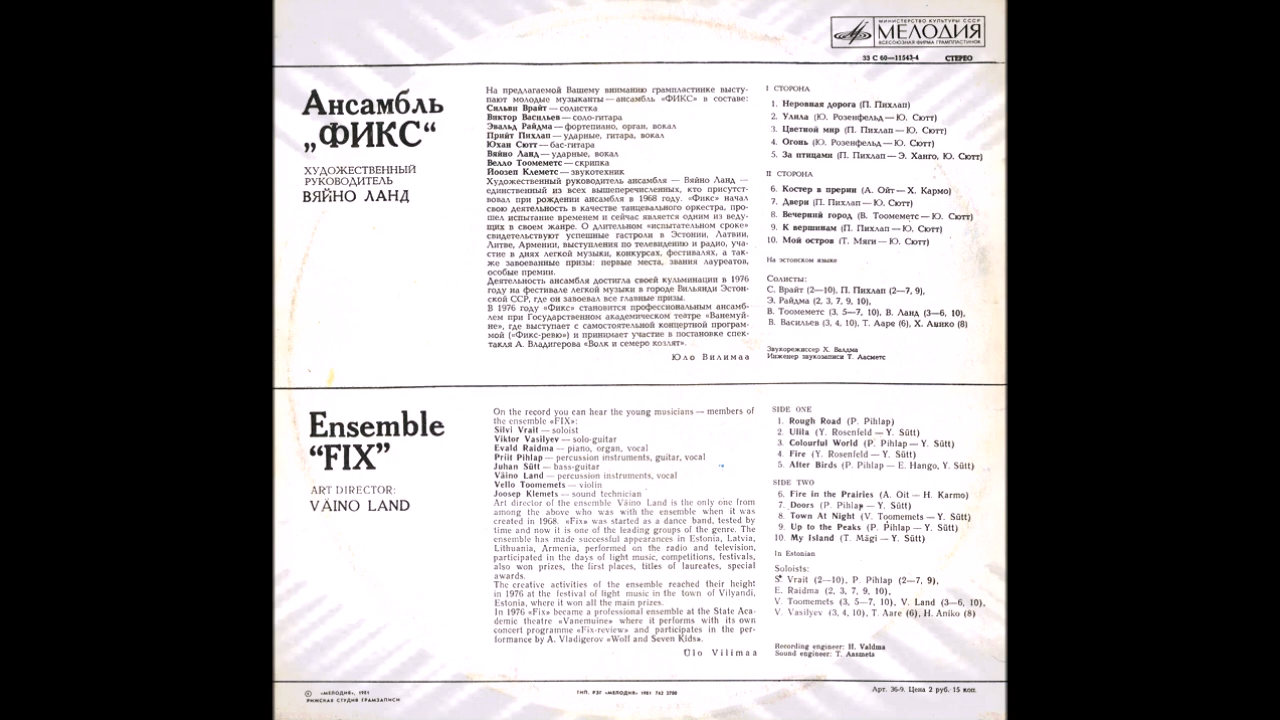 МИНИСТЕРСТВО КУЛЬТУРЫ СССР
МЕЛОДИЯ
ВСЕСОЮЗНАЯ ФИРМА ГРАМПЛАСТИНОК
33 С 60—11543-4 СТЕРЕО
Ансамбль
„ФИКС“
ХУДОЖЕСТВЕННЫЙ
РУКОВОДИТЕЛЬ
ВЯЙНО ЛАНД
На предлагаемой Вашему вниманию грампластинке высту-
пают молодые музыканты — ансамбль «ФИКС» в составе:
Сильви Врайт — солистка
Виктор Васильев — соло-гитара
Эвальд Райдма — фортепиано, орган, вокал
Прийт Пихлап — ударные, гитара, вокал
Юхан Сютт — бас-гитара
Вяйно Ланд — ударные, вокал
Велло Тоомеметс — скрипка
Йоозеп Клеметс — звукотехник
Художественный руководитель ансамбля — Вяйно Ланд —
единственный из всех вышеперечисленных, кто присутст-
вовал при рождении ансамбля в 1968 году. «Фикс» начал
свою деятельность в качестве танцевального оркестра, про-
шел испытание временем и сейчас является одним из веду-
щих в своем жанре. О длительном «испытательном сроке»
свидетельствуют успешные гастроли в Эстонии, Латвии,
Литве, Армении, выступления по телевидению и радио, уча-
стие в днях легкой музыки, конкурсах, фестивалях, а так-
же завоеванные призы: первые места, звания лауреатов,
особые премии.
Деятельность ансамбля достигла своей кульминации в 1976
году на фестивале легкой музыки в городе Вильянди Эстон-
ской ССР, где он завоевал все главные призы.
В 1976 году «Фикс» становится профессиональным ансамб-
лем при Государственном академическом театре «Ванемуй-
не», где выступает с самостоятельной концертной програм-
мой («Фикс-ревю») и принимает участие в постановке спек-
такля А. Владигерова «Волк и семеро козлят».
Юло Вилимаа
I СТОРОНА
1. Неровная дорога (П. Пихлап)
2. Улила (Ю. Розенфельд — Ю. Сютт)
3. Цветной мир (П. Пихлап — Ю. Сютт)
4. Огонь (Ю. Розенфельд — Ю. Сютт)
5. За птицами (П. Пихлап — Э. Ханго, Ю. Сютт)
II СТОРОНА
6. Костер в прерии (А. Ойт — Х. Кармо)
7. Двери (П. Пихлап — Ю. Сютт)
8. Вечерний город (В. Тоомеметс — Ю. Сютт)
9. К вершинам (П. Пихлап — Ю. Сютт)
10. Мой остров (Т. Мяги — Ю. Сютт)
На эстонском языке
Солисты:
С. Врайт (2—10), П. Пихлап (2—7, 9),
Э. Райдма (2, 3, 7, 9, 10),
В. Тоомеметс (3, 5—7, 10), В. Ланд (3—6, 10),
В. Васильев (3, 4, 10), Т. Ааре (6), Х. Анико (8)
Звукорежиссер Х. Валдма
Инженер звукозаписи Т. Аасметс
Ensemble
“FIX”
ART DIRECTOR:
VÄINO LAND
On the record you can hear the young musicians — members of
the ensemble «FIX»:
Silvi Vrait — soloist
Viktor Vasilyev — solo-guitar
Evald Raidma — piano, organ, vocal
Priit Pihlap — percussion instruments, guitar, vocal
Juhan Sütt — bass-guitar
Väino Land — percussion instruments, vocal
Vello Toomemets — violin
Joosep Klemets — sound technician
Art director of the ensemble Väino Land is the only one from
among the above who was with the ensemble when it was
created in 1968. «Fix» was started as a dance band, tested by
time and now it is one of the leading groups of the genre. The
ensemble has made successful appearances in Estonia, Latvia,
Lithuania, Armenia, performed on the radio and television,
participated in the days of light music, competitions, festivals,
also won prizes, the first places, titles of laureates, special
awards.
The creative activities of the ensemble reached their height
in 1976 at the festival of light music in the town of Vilyandi,
Estonia, where it won all the main prizes.
In 1976 «Fix» became a professional ensemble at the State Aca-
demic theatre «Vanemuine» where it performs with its own
concert programme «Fix-review» and participates in the per-
formance by A. Vladigerov «Wolf and Seven Kids».
Ülo Vilimaa
SIDE ONE
1. Rough Road (P. Pihlap)
2. Ulila (Y. Rosenfeld — Y. Sütt)
3. Colourful World (P. Pihlap — Y. Sütt)
4. Fire (Y. Rosenfeld — Y. Sütt)
5. After Birds (P. Pihlap — E. Hango, Y. Sütt)
SIDE TWO
6. Fire in the Prairies (A. Oit — H. Karmo)
7. Doors (P. Pihlap — Y. Sütt)
8. Town At Night (V. Toomemets — Y. Sütt)
9. Up to the Peaks (P. Pihlap — Y. Sütt)
10. My Island (T. Mägi — Y. Sütt)
In Estonian
Soloists:
S. Vrait (2—10), P. Pihlap (2—7, 9),
E. Raidma (2, 3, 7, 9, 10),
V. Toomemets (3, 5—7, 10), V. Land (3—6, 10),
V. Vasilyev (3, 4, 10), T. Aare (6), H. Aniko (8)
Recording engineer: H. Valdma
Sound engineer: T. Aasmets
© «МЕЛОДИЯ», 1981
РИЖСКАЯ СТУДИЯ ГРАМЗАПИСИ
ТИП. РЗГ «МЕЛОДИЯ» 1981 762 2700
Арт. 36-9. Цена 2 руб. 15 коп.